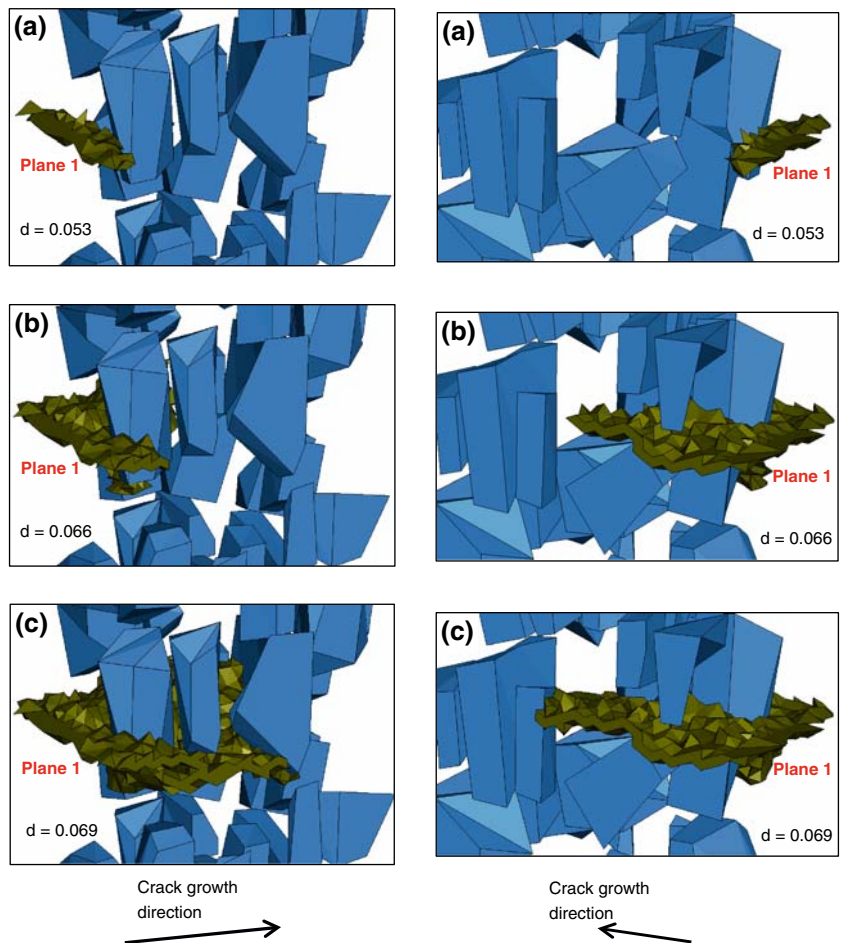 (a)
Plane 1
d = 0.053
(a)
Plane 1
d = 0.053
(b)
Plane 1
d = 0.066
(b)
Plane 1
d = 0.066
(c)
Plane 1
d = 0.069
(c)
Plane 1
d = 0.069
Crack growth
direction
Crack growth
direction